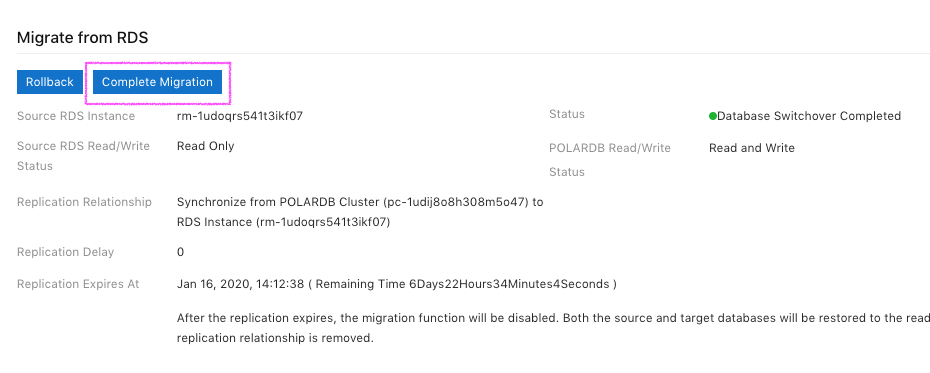 Migrate from RDS
Rollback Complete Migration
Source RDS Instance rm-1udoqrs541t3ikf07 Status Database Switchover Completed
Source RDS Read/Write Status Read Only POLARDB Read/Write Status Read and Write
Replication Relationship Synchronize from POLARDB Cluster (pc-1udij8o8h308m5o47) to
RDS Instance (rm-1udoqrs541t3ikf07)
Replication Delay 0
Replication Expires At Jan 16, 2020, 14:12:38 ( Remaining Time 6Days22Hours34Minutes4Seconds )
After the replication expires, the migration function will be disabled. Both the source and target databases will be restored to the read
replication relationship is removed.